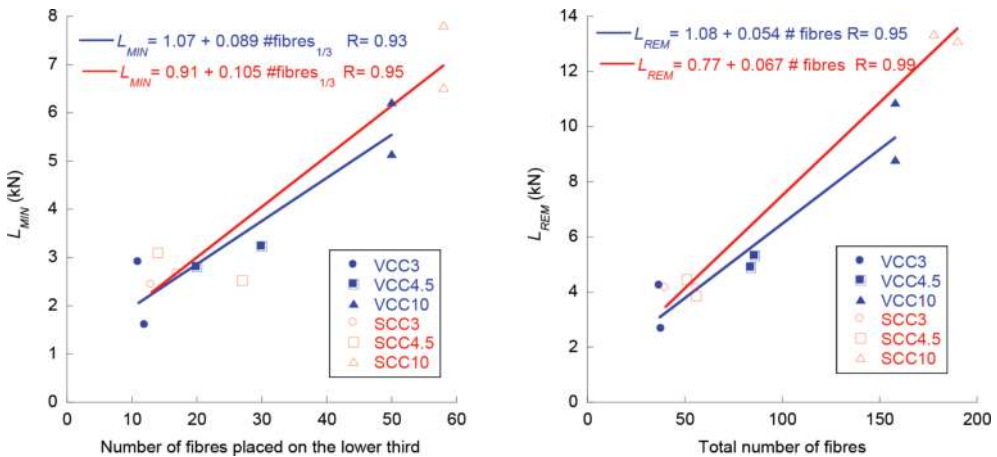 8
7
6
5
4
3
2
1
0
L_MIN (kN)
L_MIN = 1.07 + 0.089 #fibres_1/3 R= 0.93
L_MIN = 0.91 + 0.105 #fibres_1/3 R= 0.95
VCC3
VCC4.5
VCC10
SCC3
SCC4.5
SCC10
0 10 20 30 40 50 60
Number of fibres placed on the lower third
14
12
10
8
6
4
2
0
L_REM (kN)
L_REM = 1.08 + 0.054 # fibres R= 0.95
L_REM = 0.77 + 0.067 # fibres R= 0.99
VCC3
VCC4.5
VCC10
SCC3
SCC4.5
SCC10
0 50 100 150 200
Total number of fibres